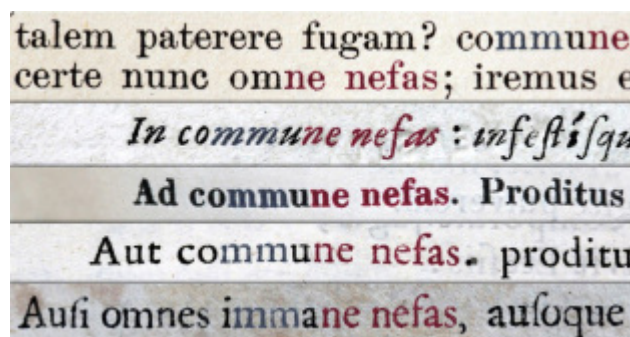 talem paterere fugam? commune
certe nunc omne nefas; iremus e
In commune nefas : infeſtíſqu
Ad commune nefas. Proditus
Aut commune nefas. proditu
Auſi omnes immane nefas, auſoque